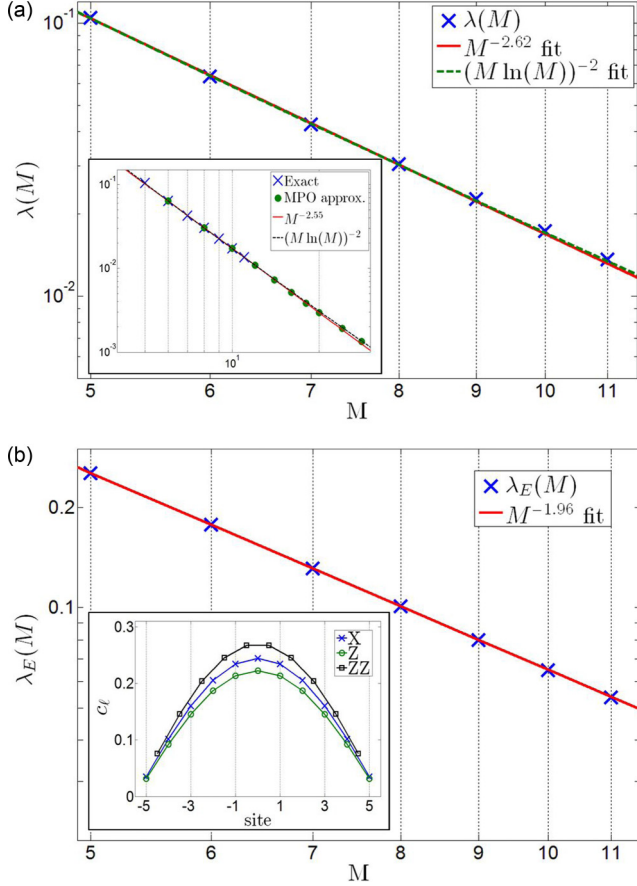 (a)
10⁻¹
λ(M)
M⁻²·⁶² fit
(M ln(M))⁻² fit
λ(M)
10⁻¹
Exact
MPO approx.
M⁻²·⁵⁵
(M ln(M))⁻²
10⁻²
10⁻³
10¹
10⁻²
5 6 7 8 9 10 11
M
(b)
0.2
λ_E(M)
M⁻¹·⁹⁶ fit
λ_E(M)
0.1
0.3
X
Z
ZZ
0.2
c_ℓ
0.1
0
-5 -3 -1 1 3 5
site
5 6 7 8 9 10 11
M